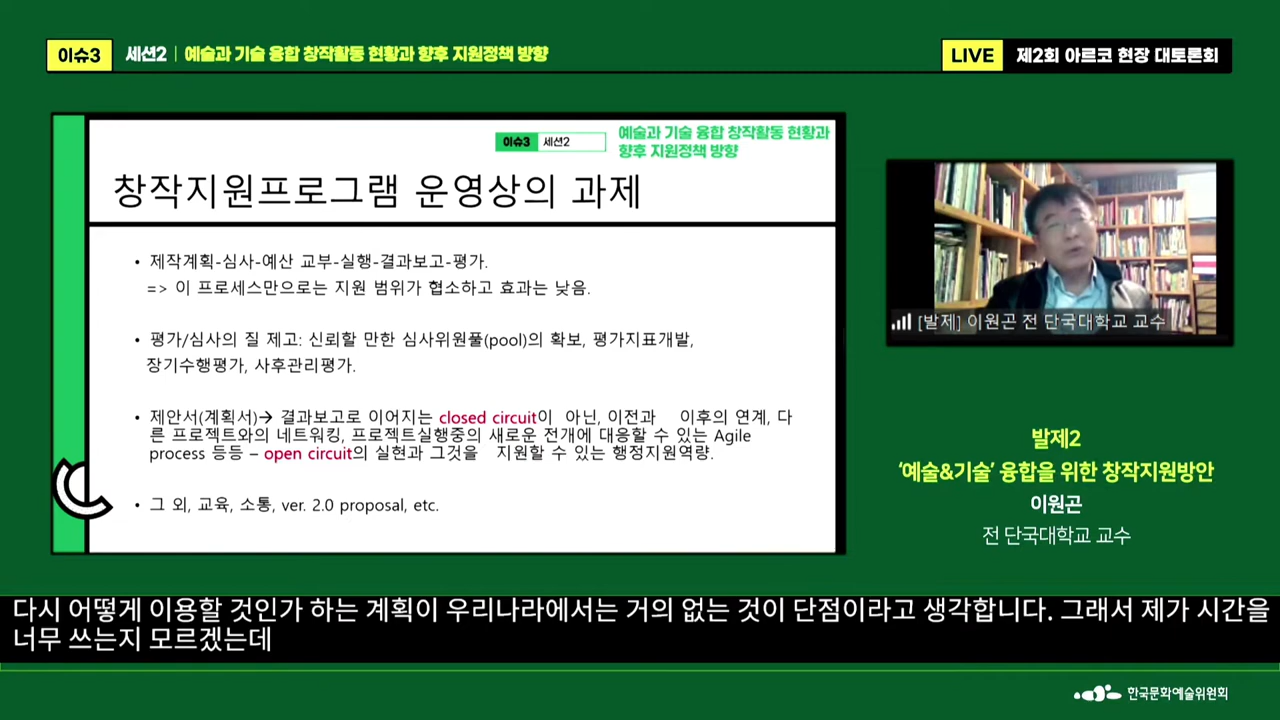 이슈3 세션2 | 예술과 기술 융합 창작활동 현황과 향후 지원정책 방향
LIVE 제2회 아르코 현장 대토론회
이슈3 세션2
예술과 기술 융합 창작활동 현황과
향후 지원정책 방향
창작지원프로그램 운영상의 과제
• 제작계획-심사-예산 교부-실행-결과보고-평가.
=> 이 프로세스만으로는 지원 범위가 협소하고 효과는 낮음.
• 평가/심사의 질 제고: 신뢰할 만한 심사위원풀(pool)의 확보, 평가지표개발,
장기수행평가, 사후관리평가.
• 제안서(계획서)→ 결과보고로 이어지는 closed circuit이 아닌, 이전과 이후의 연계, 다
른 프로젝트와의 네트워킹, 프로젝트실행중의 새로운 전개에 대응할 수 있는 Agile
process 등등 – open circuit의 실현과 그것을 지원할 수 있는 행정지원역량.
• 그 외, 교육, 소통, ver. 2.0 proposal, etc.
[발제] 이원곤 전 단국대학교 교수
발제2
‘예술&기술’ 융합을 위한 창작지원방안
이원곤
전 단국대학교 교수
다시 어떻게 이용할 것인가 하는 계획이 우리나라에서는 거의 없는 것이 단점이라고 생각합니다. 그래서 제가 시간을
너무 쓰는지 모르겠는데
한국문화예술위원회